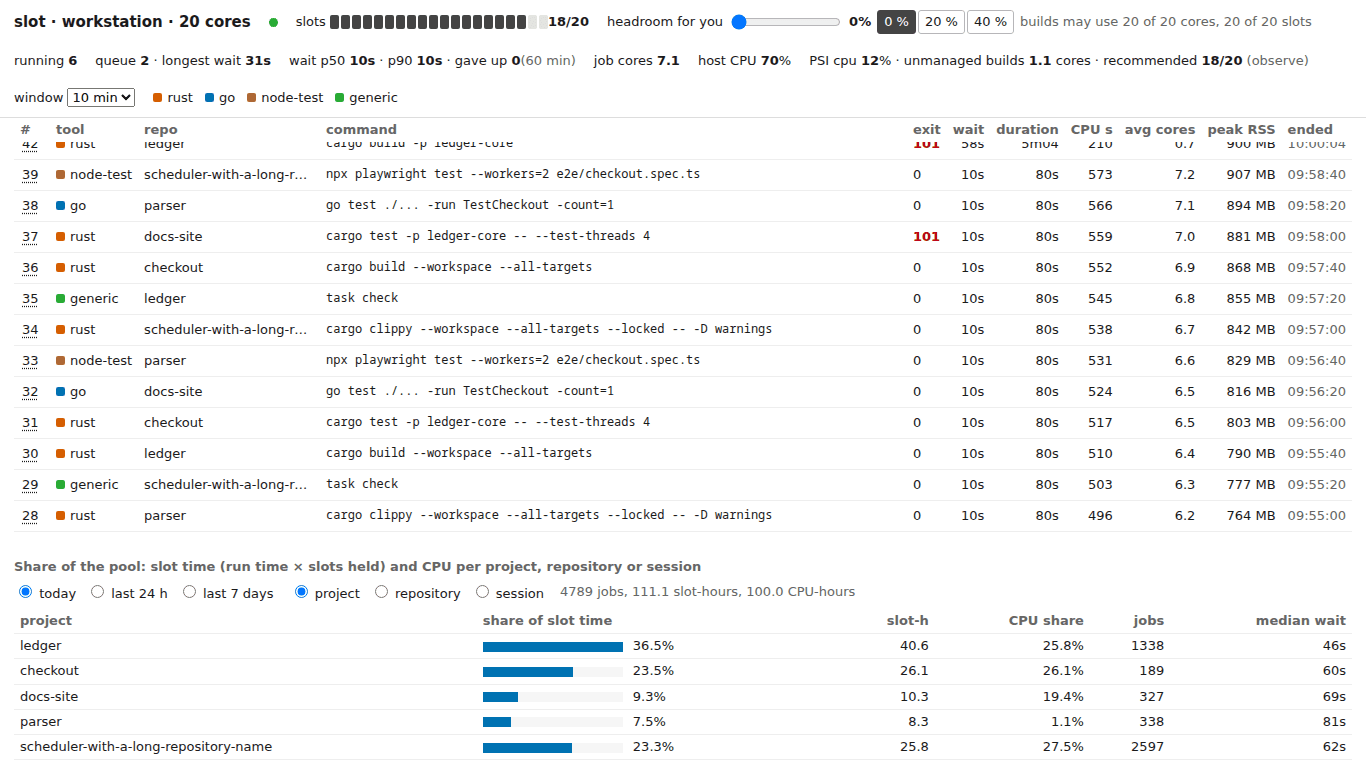 slot · workstation · 20 cores slots 18/20 headroom for you 0% 0 % 20 % 40 % builds may use 20 of 20 cores, 20 of 20 slots
running 6 queue 2 · longest wait 31s wait p50 10s · p90 10s · gave up 0(60 min) job cores 7.1 host CPU 70% PSI cpu 12% · unmanaged builds 1.1 cores · recommended 18/20 (observe)
window 10 min rust go node-test generic
# tool repo command exit wait duration CPU s avg cores peak RSS ended
42 rust ledger cargo build -p ledger-core 101 58s 5m04 210 0.7 900 MB 10:00:04
39 node-test scheduler-with-a-long-r… npx playwright test --workers=2 e2e/checkout.spec.ts 0 10s 80s 573 7.2 907 MB 09:58:40
38 go parser go test ./... -run TestCheckout -count=1 0 10s 80s 566 7.1 894 MB 09:58:20
37 rust docs-site cargo test -p ledger-core -- --test-threads 4 101 10s 80s 559 7.0 881 MB 09:58:00
36 rust checkout cargo build --workspace --all-targets 0 10s 80s 552 6.9 868 MB 09:57:40
35 generic ledger task check 0 10s 80s 545 6.8 855 MB 09:57:20
34 rust scheduler-with-a-long-r… cargo clippy --workspace --all-targets --locked -- -D warnings 0 10s 80s 538 6.7 842 MB 09:57:00
33 node-test parser npx playwright test --workers=2 e2e/checkout.spec.ts 0 10s 80s 531 6.6 829 MB 09:56:40
32 go docs-site go test ./... -run TestCheckout -count=1 0 10s 80s 524 6.5 816 MB 09:56:20
31 rust checkout cargo test -p ledger-core -- --test-threads 4 0 10s 80s 517 6.5 803 MB 09:56:00
30 rust ledger cargo build --workspace --all-targets 0 10s 80s 510 6.4 790 MB 09:55:40
29 generic scheduler-with-a-long-r… task check 0 10s 80s 503 6.3 777 MB 09:55:20
28 rust parser cargo clippy --workspace --all-targets --locked -- -D warnings 0 10s 80s 496 6.2 764 MB 09:55:00
Share of the pool: slot time (run time × slots held) and CPU per project, repository or session
today last 24 h last 7 days project repository session 4789 jobs, 111.1 slot-hours, 100.0 CPU-hours
project share of slot time slot-h CPU share jobs median wait
ledger 36.5% 40.6 25.8% 1338 46s
checkout 23.5% 26.1 26.1% 189 60s
docs-site 9.3% 10.3 19.4% 327 69s
parser 7.5% 8.3 1.1% 338 81s
scheduler-with-a-long-repository-name 23.3% 25.8 27.5% 2597 62s